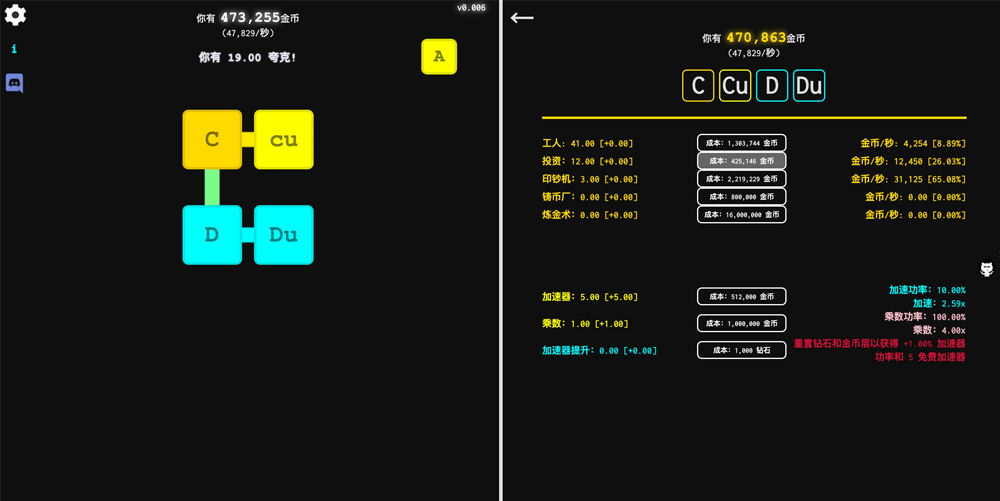 v0.006
你有 473,255金币
(47,829/秒)
i
你有 19.00 夸克!
A
C
cu
D
Du
你有 470,863金币
(47,829/秒)
C Cu D Du
工人: 41.00 [+0.00] 成本: 1,303,744 金币 金币/秒: 4,254 [8.89%]
投资: 12.00 [+0.00] 成本: 425,146 金币 金币/秒: 12,450 [26.03%]
印钞机: 3.00 [+0.00] 成本: 2,219,229 金币 金币/秒: 31,125 [65.08%]
铸币厂: 0.00 [+0.00] 成本: 800,000 金币 金币/秒: 0.00 [0.00%]
炼金术: 0.00 [+0.00] 成本: 16,000,000 金币 金币/秒: 0.00 [0.00%]
加速功率: 10.00%
加速器: 5.00 [+5.00] 成本: 512,000 金币 加速: 2.59x
乘数功率: 100.00%
乘数: 1.00 [+1.00] 成本: 1,000,000 金币 乘数: 4.00x
加速器提升: 0.00 [+0.00] 成本: 1,000 钻石 重置钻石和金币层以获得 +1.00% 加速器
功率和 5 免费加速器